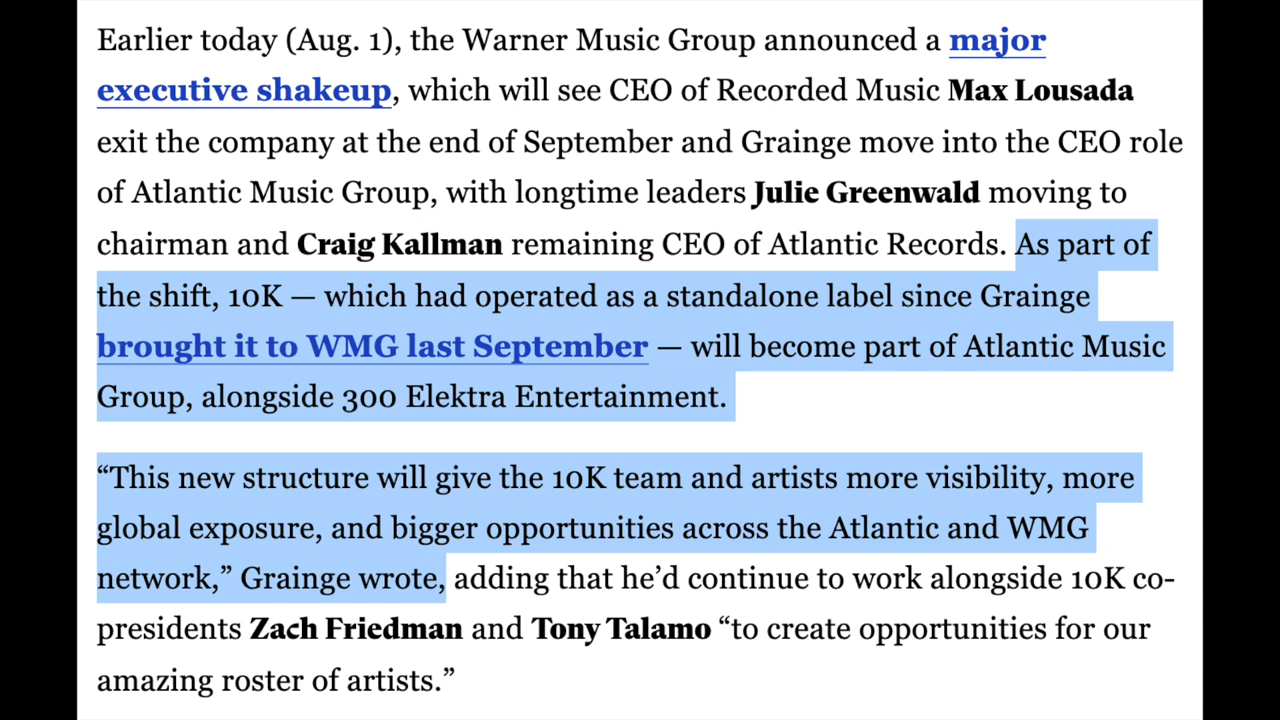 Earlier today (Aug. 1), the Warner Music Group announced a major
executive shakeup, which will see CEO of Recorded Music Max Lousada
exit the company at the end of September and Grainge move into the CEO role
of Atlantic Music Group, with longtime leaders Julie Greenwald moving to
chairman and Craig Kallman remaining CEO of Atlantic Records. As part of
the shift, 10K — which had operated as a standalone label since Grainge
brought it to WMG last September — will become part of Atlantic Music
Group, alongside 300 Elektra Entertainment.
“This new structure will give the 10K team and artists more visibility, more
global exposure, and bigger opportunities across the Atlantic and WMG
network,” Grainge wrote, adding that he’d continue to work alongside 10K co-
presidents Zach Friedman and Tony Talamo “to create opportunities for our
amazing roster of artists.”